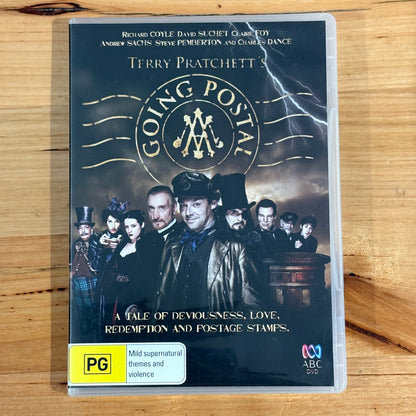 RICHARD COYLE DAVID SUCHET CLAIRE FOY
ANDREW SACHS STEVE PEMBERTON AND CHARLES DANCE
TERRY PRATCHETT'S
GOING POSTAL
A TALE OF DEVIOUSNESS, LOVE,
REDEMPTION AND POSTAGE STAMPS.
PG
Mild supernatural
themes and
violence
ABC
DVD